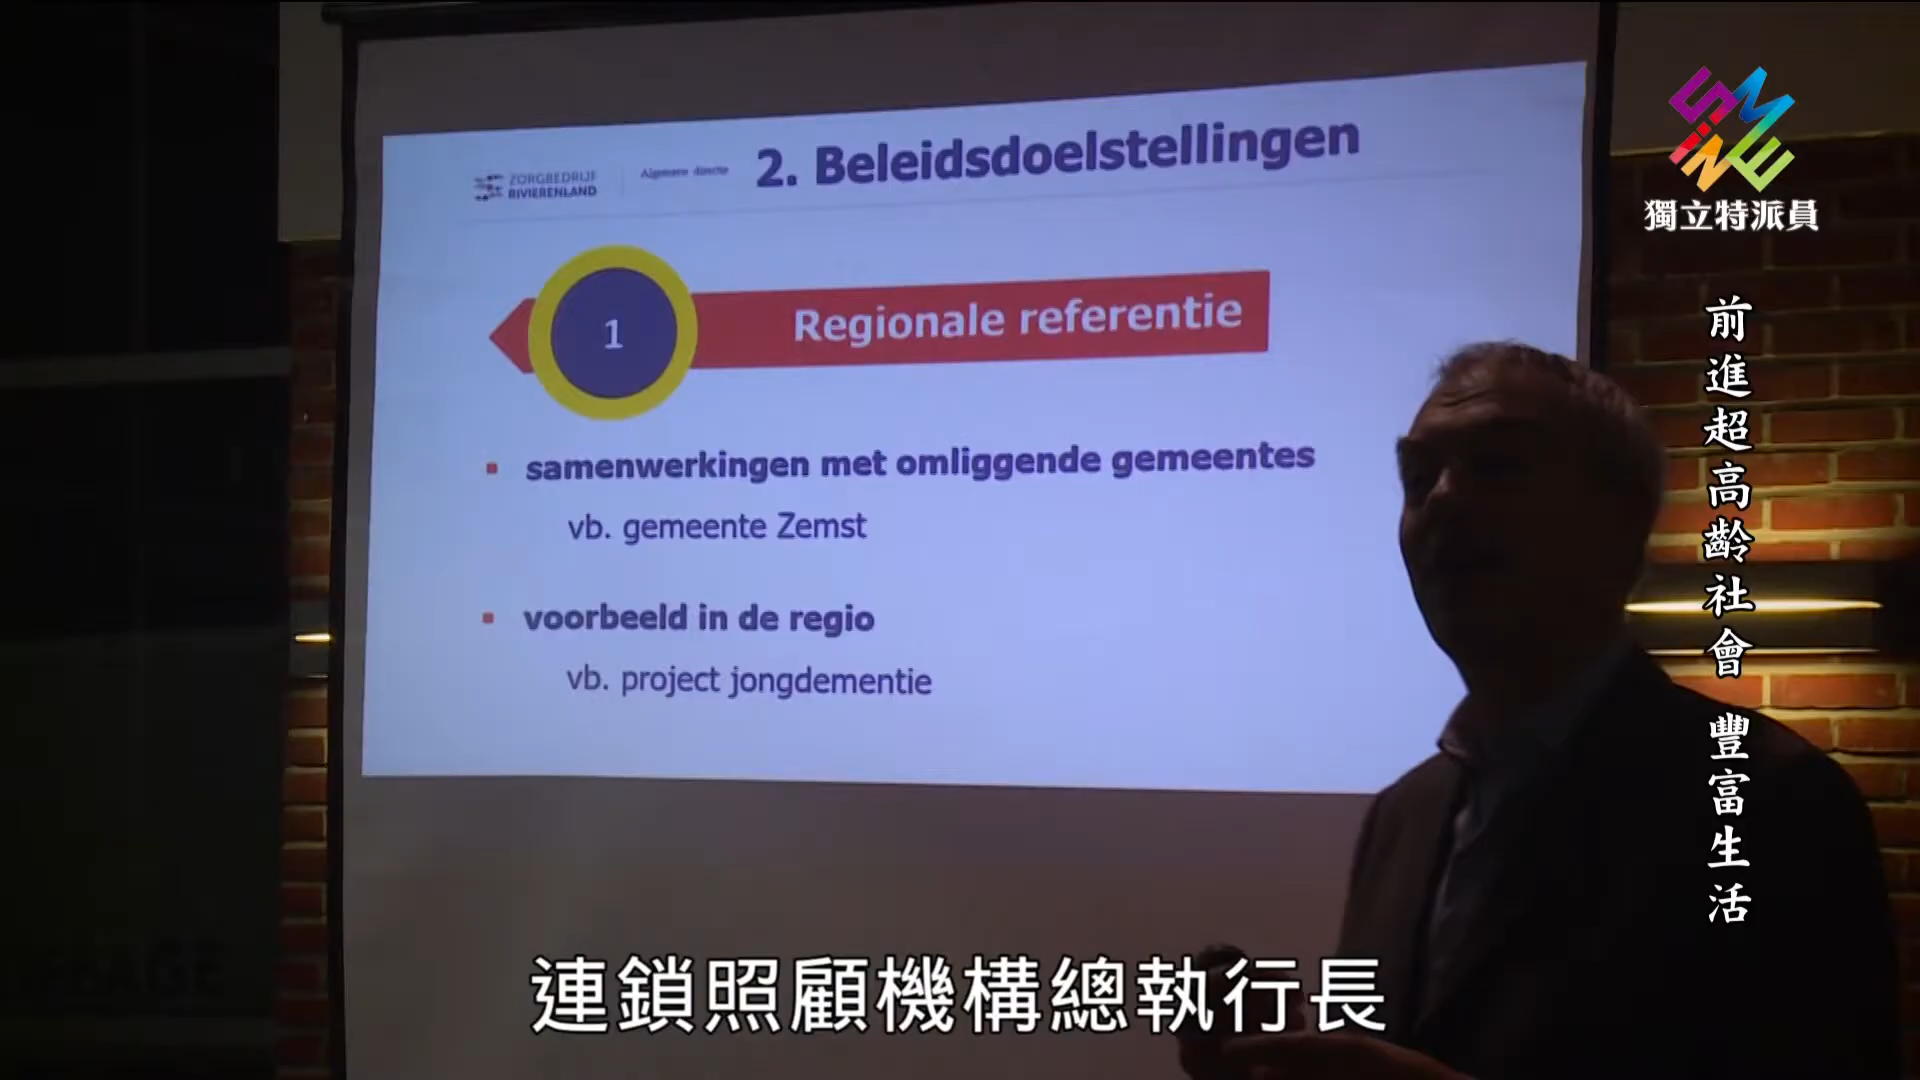 ZORGBEDRIJF
RIVIERENLAND
Algemene directie
2. Beleidsdoelstellingen
1
Regionale referentie
samenwerkingen met omliggende gemeentes
vb. gemeente Zemst
voorbeeld in de regio
vb. project jongdementie
獨立特派員
前進超高齡社會 豐富生活
連鎖照顧機構總執行長